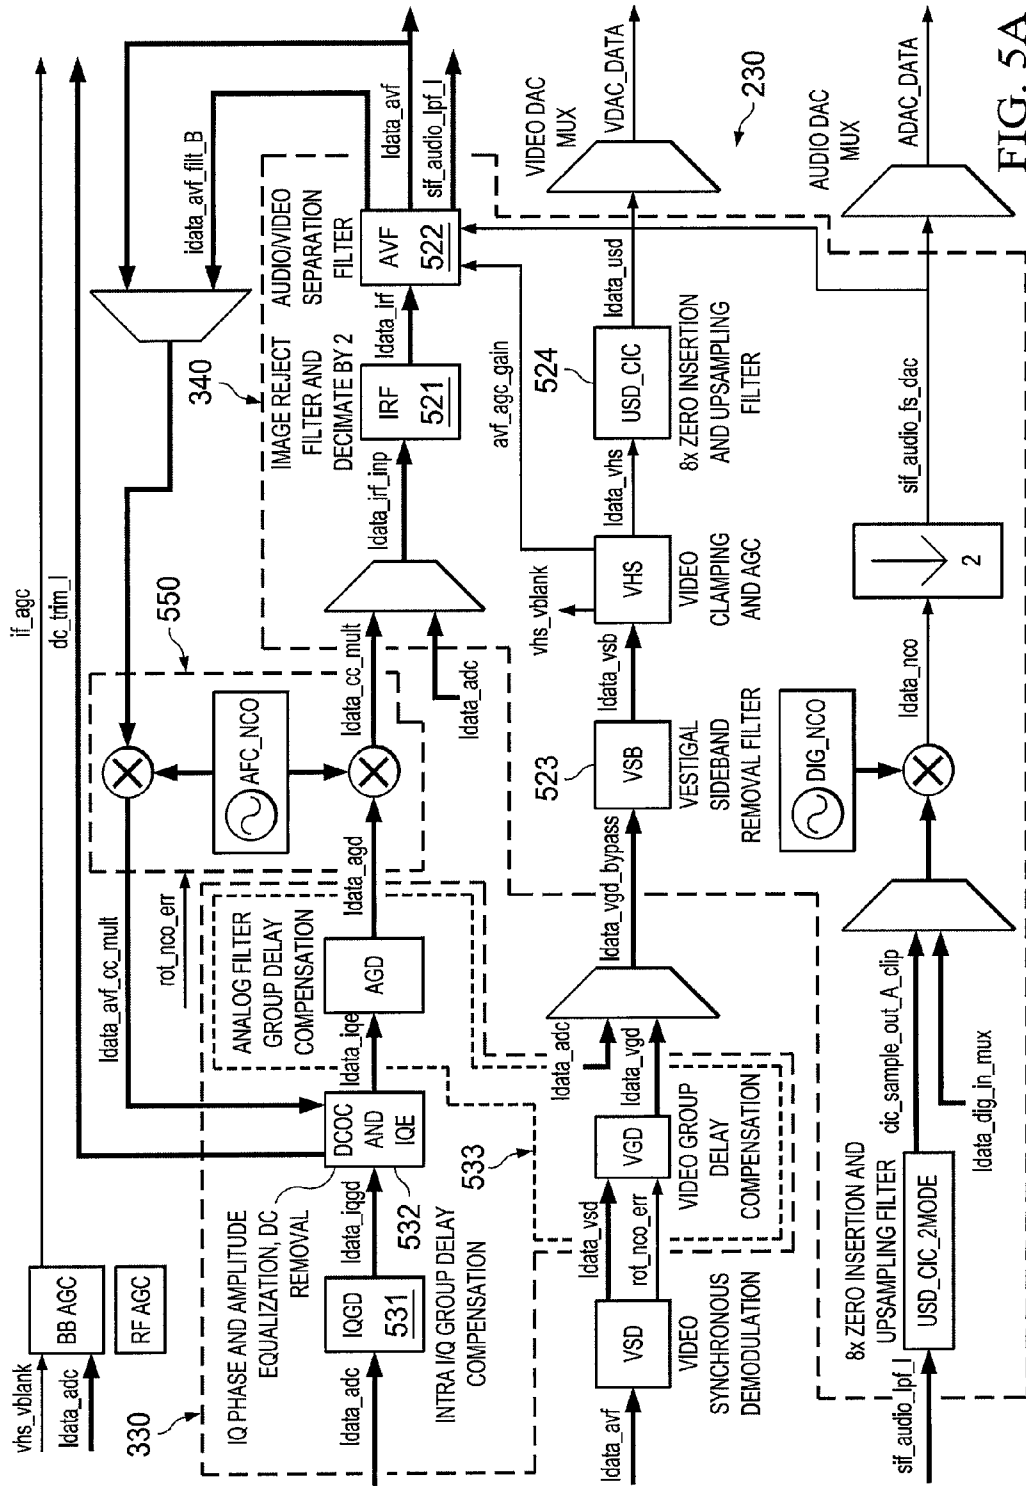 vhs_vblank
Idata_adc
BB AGC
RF AGC
if_agc
dc_trim_I
330
IQ PHASE AND AMPLITUDE
EQUALIZATION, DC
REMOVAL
Idata_avf_cc_mult
rot_nco_err
550
AFC_NCO
idata_avf_filt_B
Idata_adc
IQGD
531
INTRA I/Q GROUP DELAY
COMPENSATION
Idata_iqgd
DCOC
AND
IQE
532
Idata_iqe
ANALOG FILTER
GROUP DELAY
COMPENSATION
AGD
Idata_agd
Idata_cc_mult
Idata_adc
340
IMAGE REJECT
FILTER AND
DECIMATE BY 2
Idata_irf_inp
IRF
521
Idata_irf
AUDIO/VIDEO
SEPARATION
FILTER
AVF
522
Idata_avf
sif_audio_lpf_I
533
Idata_avf
VSD
VIDEO
SYNCHRONOUS
DEMODULATION
Idata_vsd
rot_nco_err
VGD
VIDEO GROUP
DELAY
COMPENSATION
Idata_adc
Idata_vgd
Idata_vgd_bypass
523
VSB
VESTIGAL
SIDEBAND
REMOVAL FILTER
Idata_vsb
vhs_vblank
VHS
VIDEO
CLAMPING
AND AGC
avf_agc_gain
Idata_vhs
524
USD_CIC
8x ZERO INSERTION
AND UPSAMPLING
FILTER
Idata_usd
VIDEO DAC
MUX
VDAC_DATA
230
sif_audio_lpf_I
8x ZERO INSERTION AND
UPSAMPLING FILTER
USD_CIC_2MODE
cic_sample_out_A_clip
Idata_dig_in_mux
DIG_NCO
Idata_nco
2
sif_audio_fs_dac
AUDIO DAC
MUX
ADAC_DATA
FIG. 5A